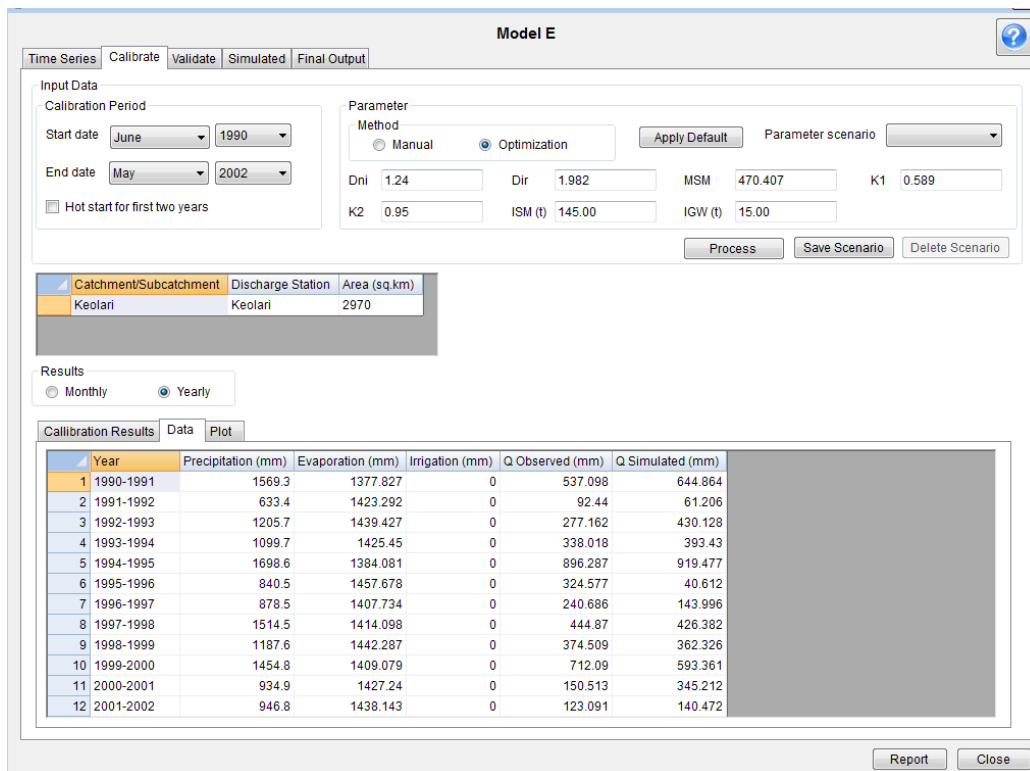 Model E
Time Series Calibrate Validate Simulated Final Output
Input Data
Calibration Period
Start date June 1990
End date May 2002
Hot start for first two years
Parameter
Method
Manual Optimization Apply Default Parameter scenario
Dni 1.24 Dir 1.982 MSM 470.407 K1 0.589
K2 0.95 ISM (t) 145.00 IGW (t) 15.00
Process Save Scenario Delete Scenario
Catchment/Subcatchment Discharge Station Area (sq.km)
Keolari Keolari 2970
Results
Monthly Yearly
Callibration Results Data Plot
Year Precipitation (mm) Evaporation (mm) Irrigation (mm) Q Observed (mm) Q Simulated (mm)
1 1990-1991 1569.3 1377.827 0 537.098 644.864
2 1991-1992 633.4 1423.292 0 92.44 61.206
3 1992-1993 1205.7 1439.427 0 277.162 430.128
4 1993-1994 1099.7 1425.45 0 338.018 393.43
5 1994-1995 1698.6 1384.081 0 896.287 919.477
6 1995-1996 840.5 1457.678 0 324.577 40.612
7 1996-1997 878.5 1407.734 0 240.686 143.996
8 1997-1998 1514.5 1414.098 0 444.87 426.382
9 1998-1999 1187.6 1442.287 0 374.509 362.326
10 1999-2000 1454.8 1409.079 0 712.09 593.361
11 2000-2001 934.9 1427.24 0 150.513 345.212
12 2001-2002 946.8 1438.143 0 123.091 140.472
Report Close